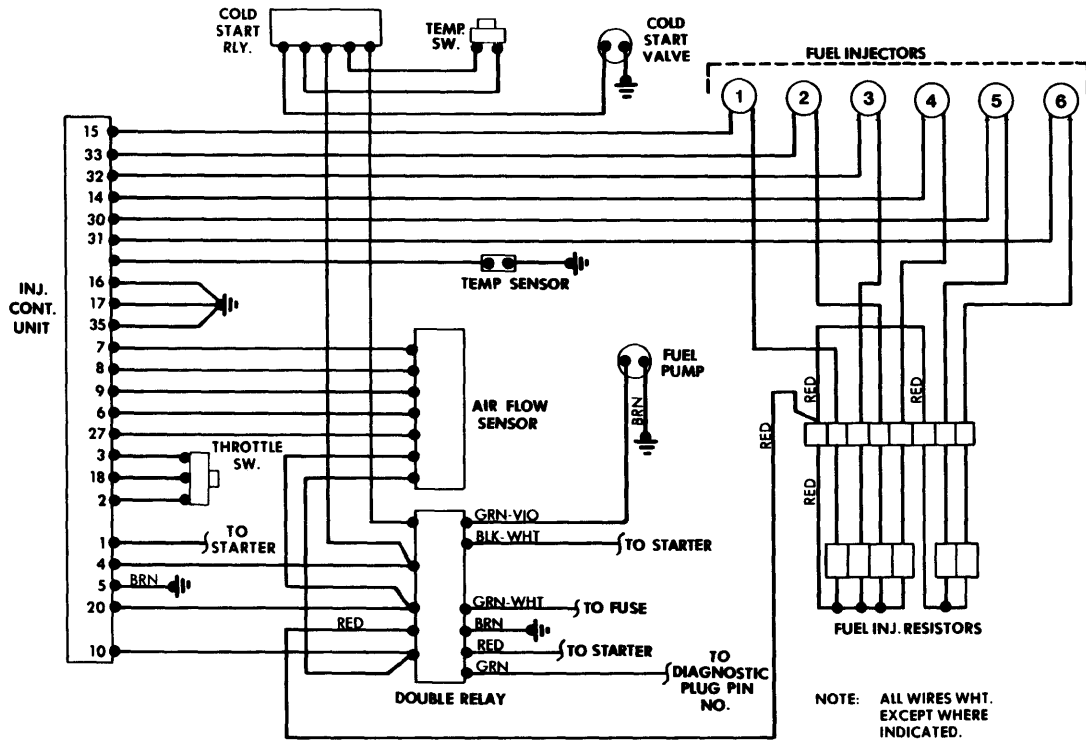 COLD
START
RLY.
TEMP.
SW.
COLD
START
VALVE
FUEL INJECTORS
1
2
3
4
5
6
15
33
32
14
30
31
TEMP SENSOR
INJ.
CONT.
UNIT
16
17
35
7
8
9
6
27
3
18
2
1
4
5
20
10
AIR FLOW
SENSOR
FUEL
PUMP
BRN
THROTTLE
SW.
TO
STARTER
BRN
RED
GRN-VIO
BLK-WHT
TO STARTER
GRN-WHT
TO FUSE
BRN
RED
TO STARTER
GRN
TO
DIAGNOSTIC
PLUG PIN
NO.
DOUBLE RELAY
RED
RED
RED
RED
FUEL INJ. RESISTORS
NOTE: ALL WIRES WHT.
EXCEPT WHERE
INDICATED.